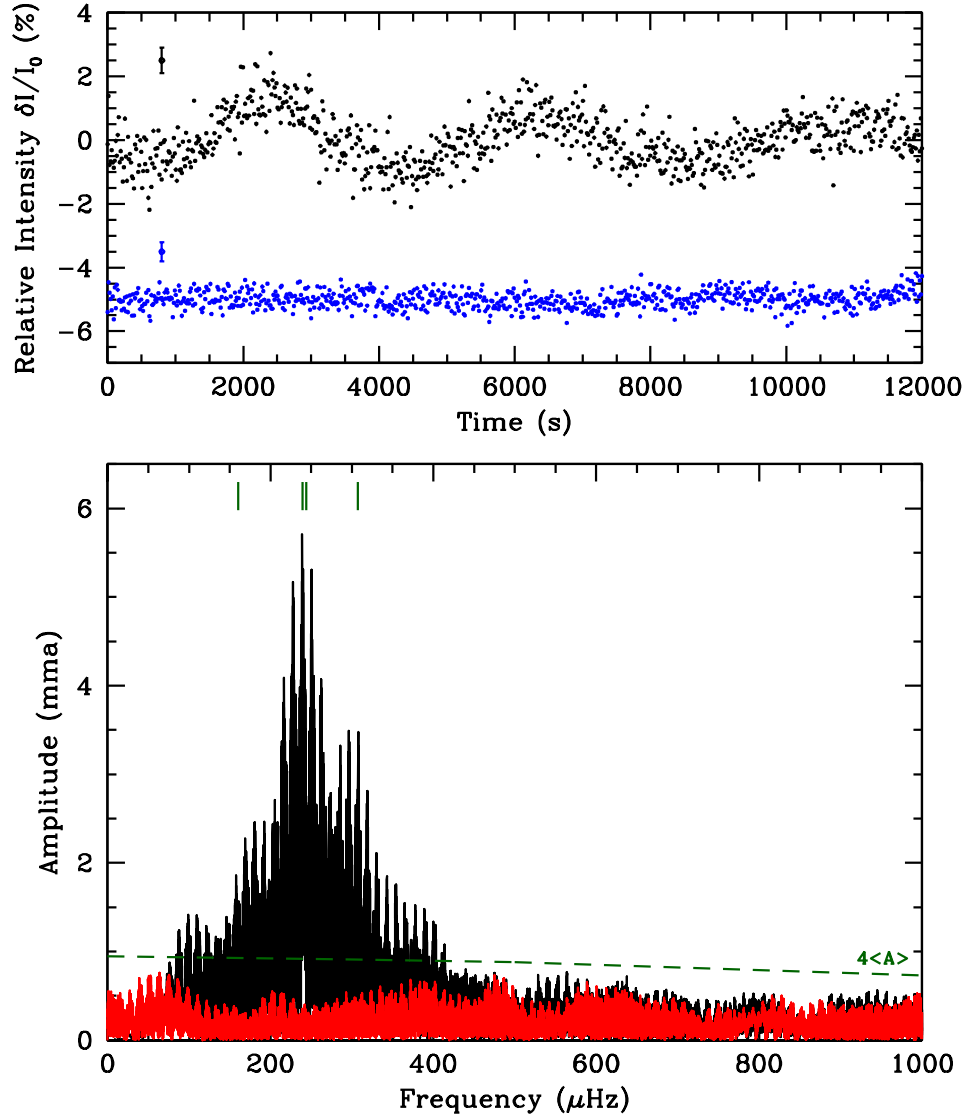 4
2
0
−2
−4
−6
Relative Intensity δI/I₀ (%)
0 2000 4000 6000 8000 10000 12000
Time (s)
6
4
2
0
Amplitude (mma)
4<A>
0 200 400 600 800 1000
Frequency (μHz)